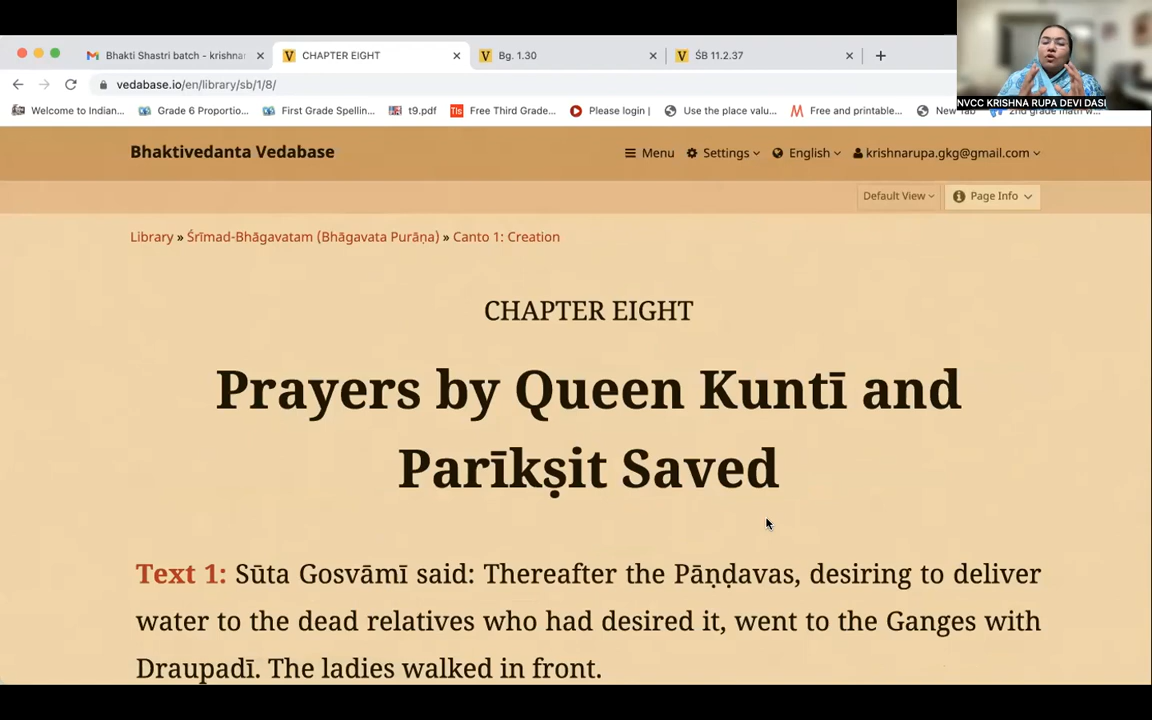 Bhakti Shastri batch - krishna
CHAPTER EIGHT
Bg. 1.30
ŚB 11.2.37
vedabase.io/en/library/sb/1/8/
NVCC KRISHNA RUPA DEVI DASI
Welcome to Indian...
Grade 6 Proportio...
First Grade Spellin...
t9.pdf
Free Third Grade...
Please login |
Use the place valu...
Free and printable...
New Tab
2nd grade math w...
Bhaktivedanta Vedabase
Menu
Settings
English
krishnarupa.gkg@gmail.com
Default View
Page Info
Library » Śrīmad-Bhāgavatam (Bhāgavata Purāṇa) » Canto 1: Creation
CHAPTER EIGHT
Prayers by Queen Kuntī and
Parīkṣit Saved
Text 1: Sūta Gosvāmī said: Thereafter the Pāṇḍavas, desiring to deliver
water to the dead relatives who had desired it, went to the Ganges with
Draupadī. The ladies walked in front.